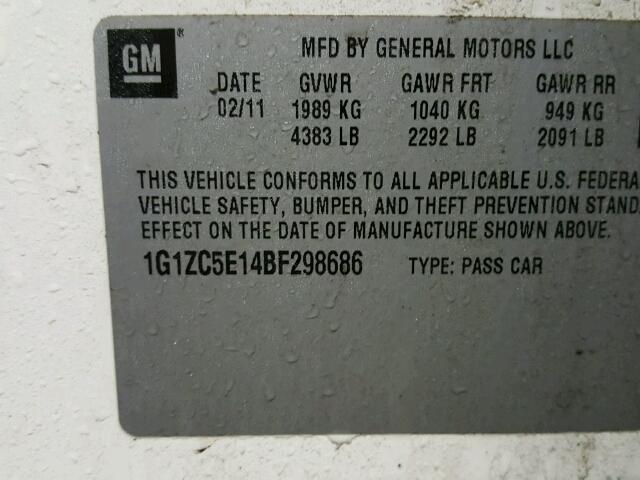 GM®
MFD BY GENERAL MOTORS LLC
DATE GVWR GAWR FRT GAWR RR
02/11 1989 KG 1040 KG 949 KG
4383 LB 2292 LB 2091 LB
THIS VEHICLE CONFORMS TO ALL APPLICABLE U.S. FEDERA
VEHICLE SAFETY, BUMPER, AND THEFT PREVENTION STAND
EFFECT ON THE DATE OF MANUFACTURE SHOWN ABOVE.
1G1ZC5E14BF298686 TYPE: PASS CAR